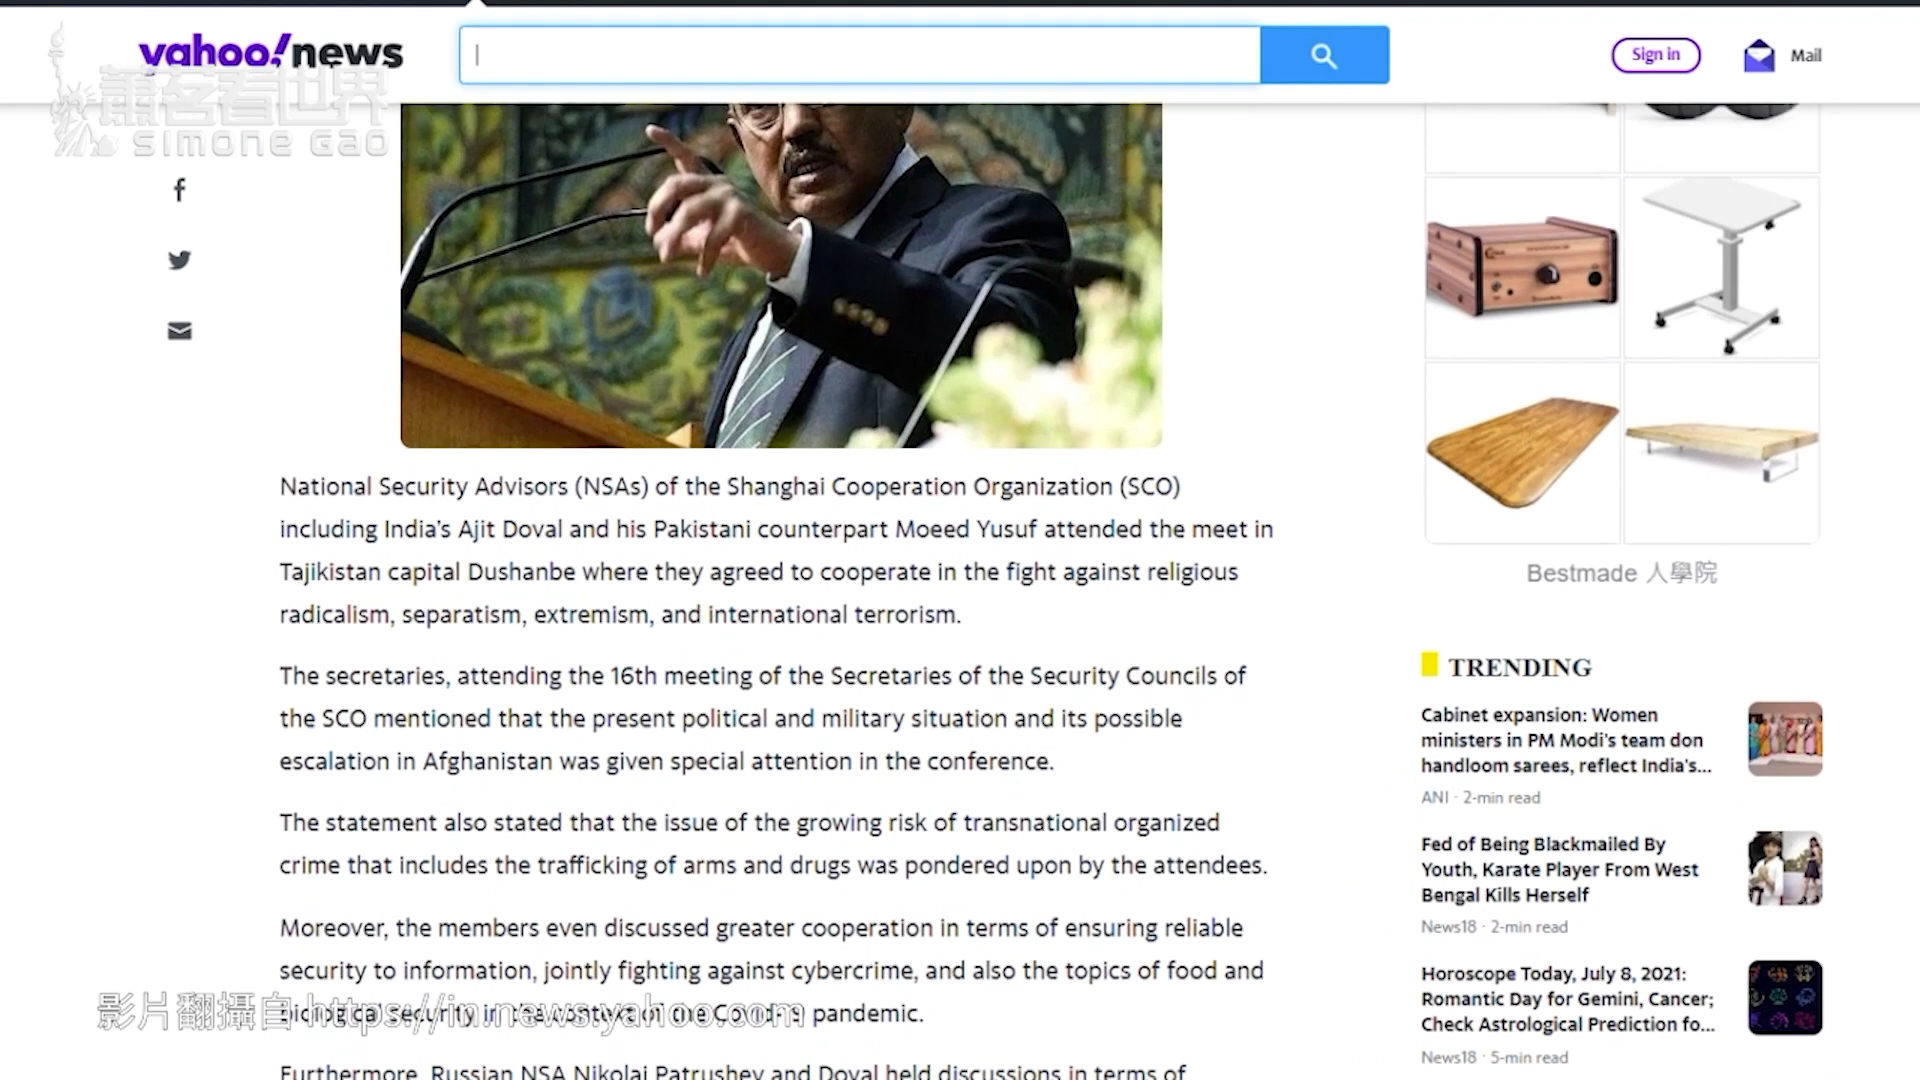 yahoo!news
Sign in
Mail
蕭茗看世界
SIMONE GAO
National Security Advisors (NSAs) of the Shanghai Cooperation Organization (SCO)
including India's Ajit Doval and his Pakistani counterpart Moeed Yusuf attended the meet in
Tajikistan capital Dushanbe where they agreed to cooperate in the fight against religious
radicalism, separatism, extremism, and international terrorism.
The secretaries, attending the 16th meeting of the Secretaries of the Security Councils of
the SCO mentioned that the present political and military situation and its possible
escalation in Afghanistan was given special attention in the conference.
The statement also stated that the issue of the growing risk of transnational organized
crime that includes the trafficking of arms and drugs was pondered upon by the attendees.
Moreover, the members even discussed greater cooperation in terms of ensuring reliable
security to information, jointly fighting against cybercrime, and also the topics of food and
biological security in the context of the Covid-19 pandemic.
影片翻攝自 https://in.news.yahoo.com
Furthermore, Russian NSA Nikolai Patrushev and Doval held discussions in terms of
Bestmade 人學院
TRENDING
Cabinet expansion: Women
ministers in PM Modi's team don
handloom sarees, reflect India's...
ANI · 2-min read
Fed of Being Blackmailed By
Youth, Karate Player From West
Bengal Kills Herself
News18 · 2-min read
Horoscope Today, July 8, 2021:
Romantic Day for Gemini, Cancer;
Check Astrological Prediction fo...
News18 · 5-min read